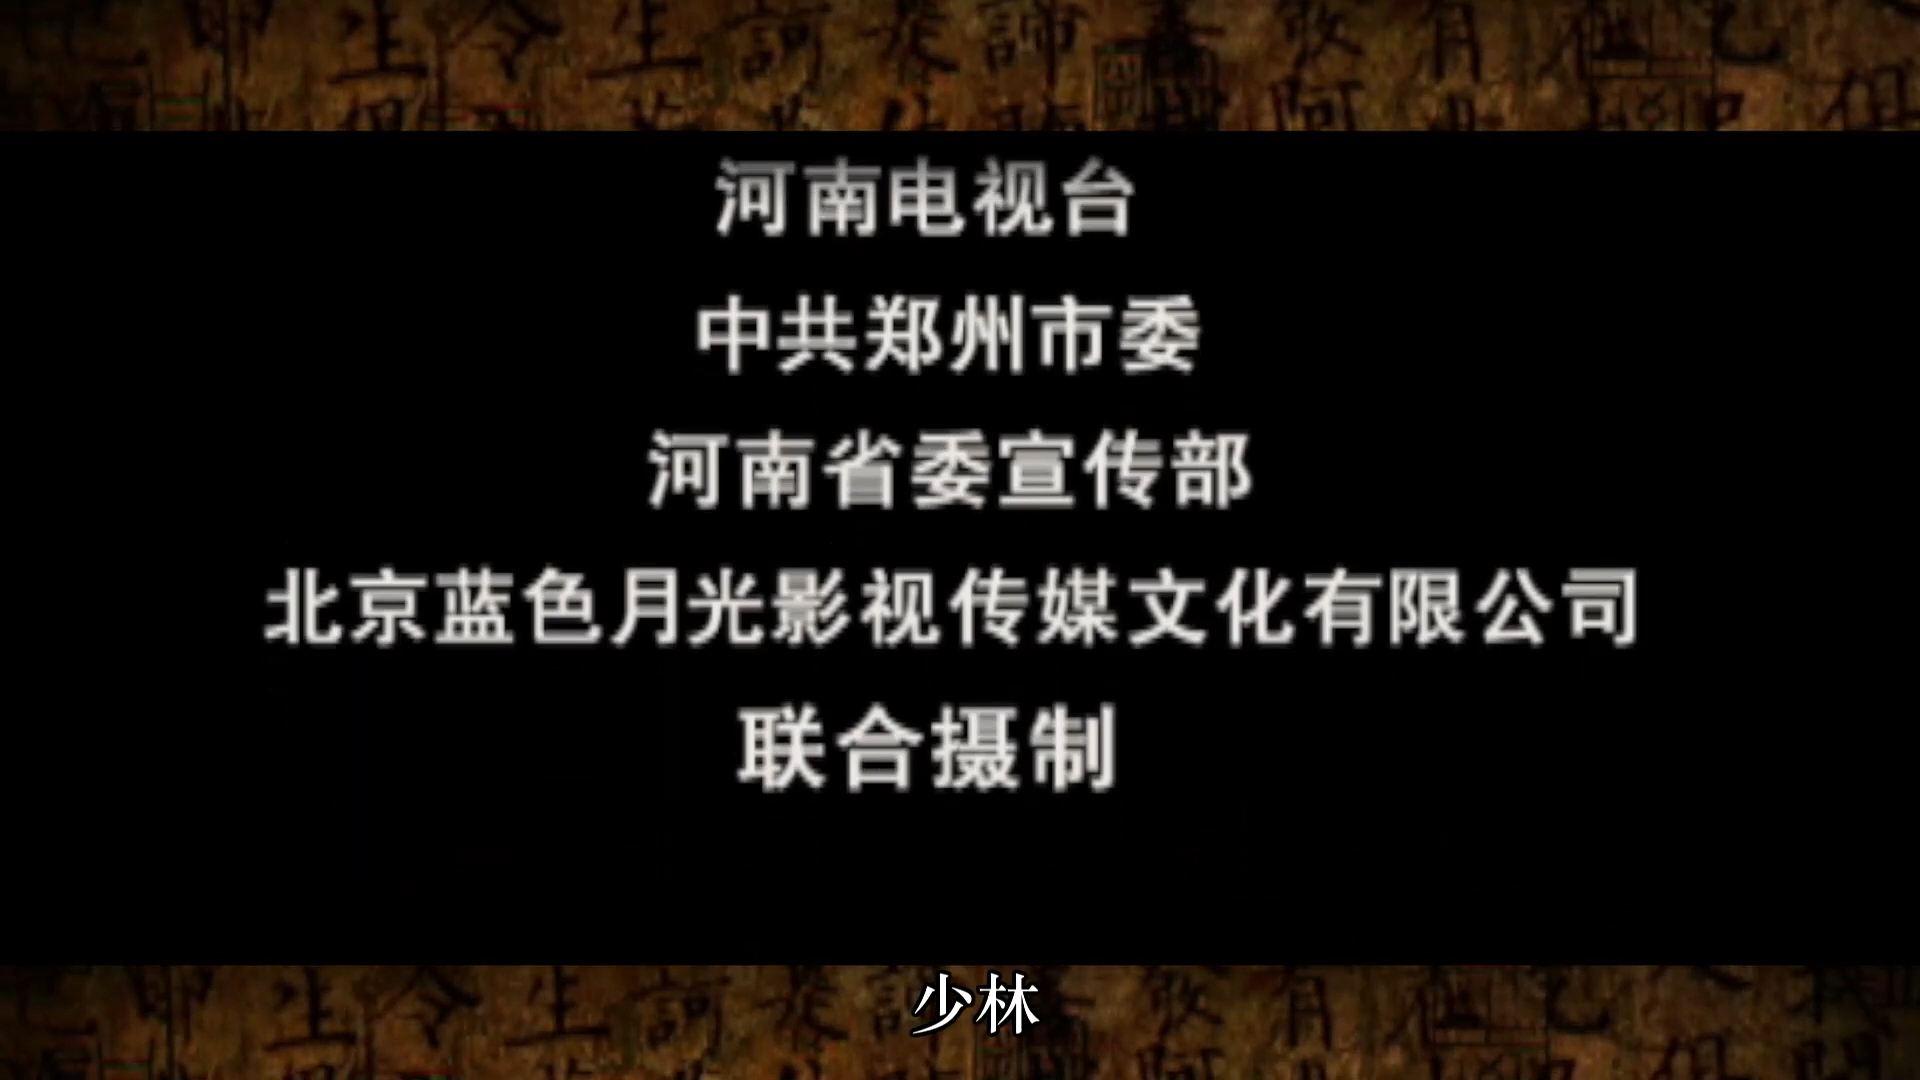 河南电视台
中共郑州市委
河南省委宣传部
北京蓝色月光影视传媒文化有限公司
联合摄制
少林